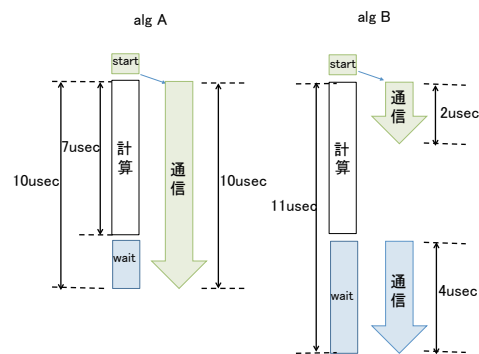 alg A
alg B
start
7usec
計算
通信
10usec
10usec
wait
start
通信
2usec
計算
11usec
wait
通信
4usec